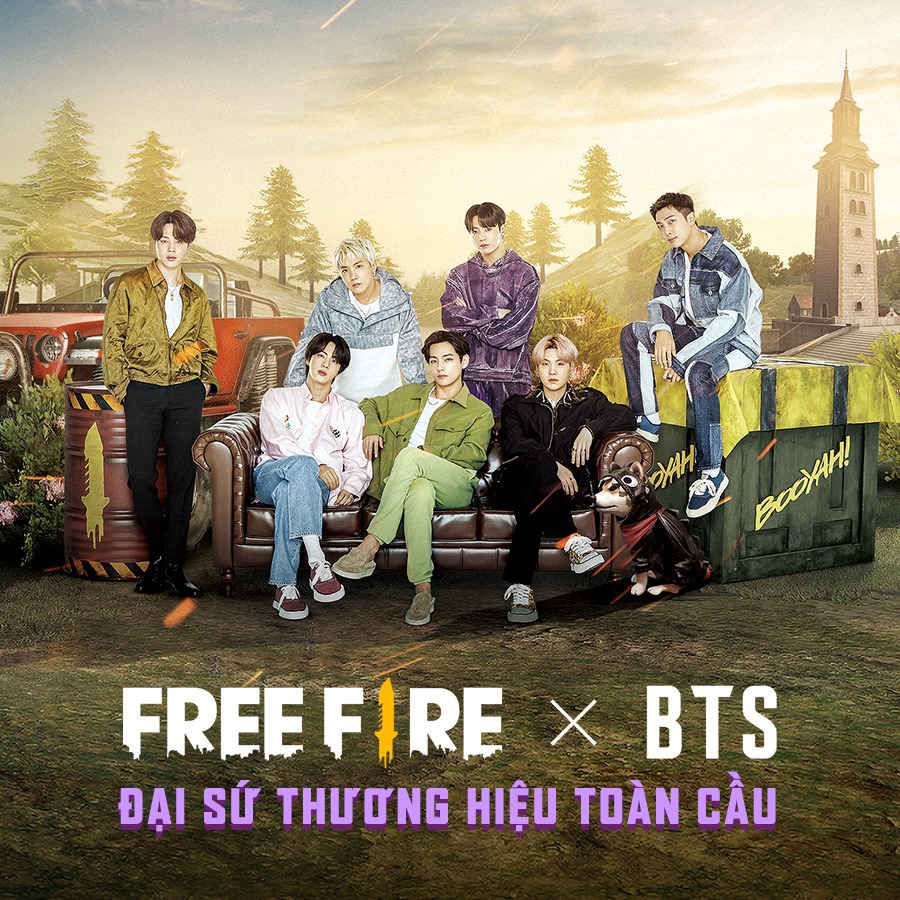 BOOYAH!
BOOYAH!
FREE FIRE × BTS
ĐẠI SỨ THƯƠNG HIỆU TOÀN CẦU